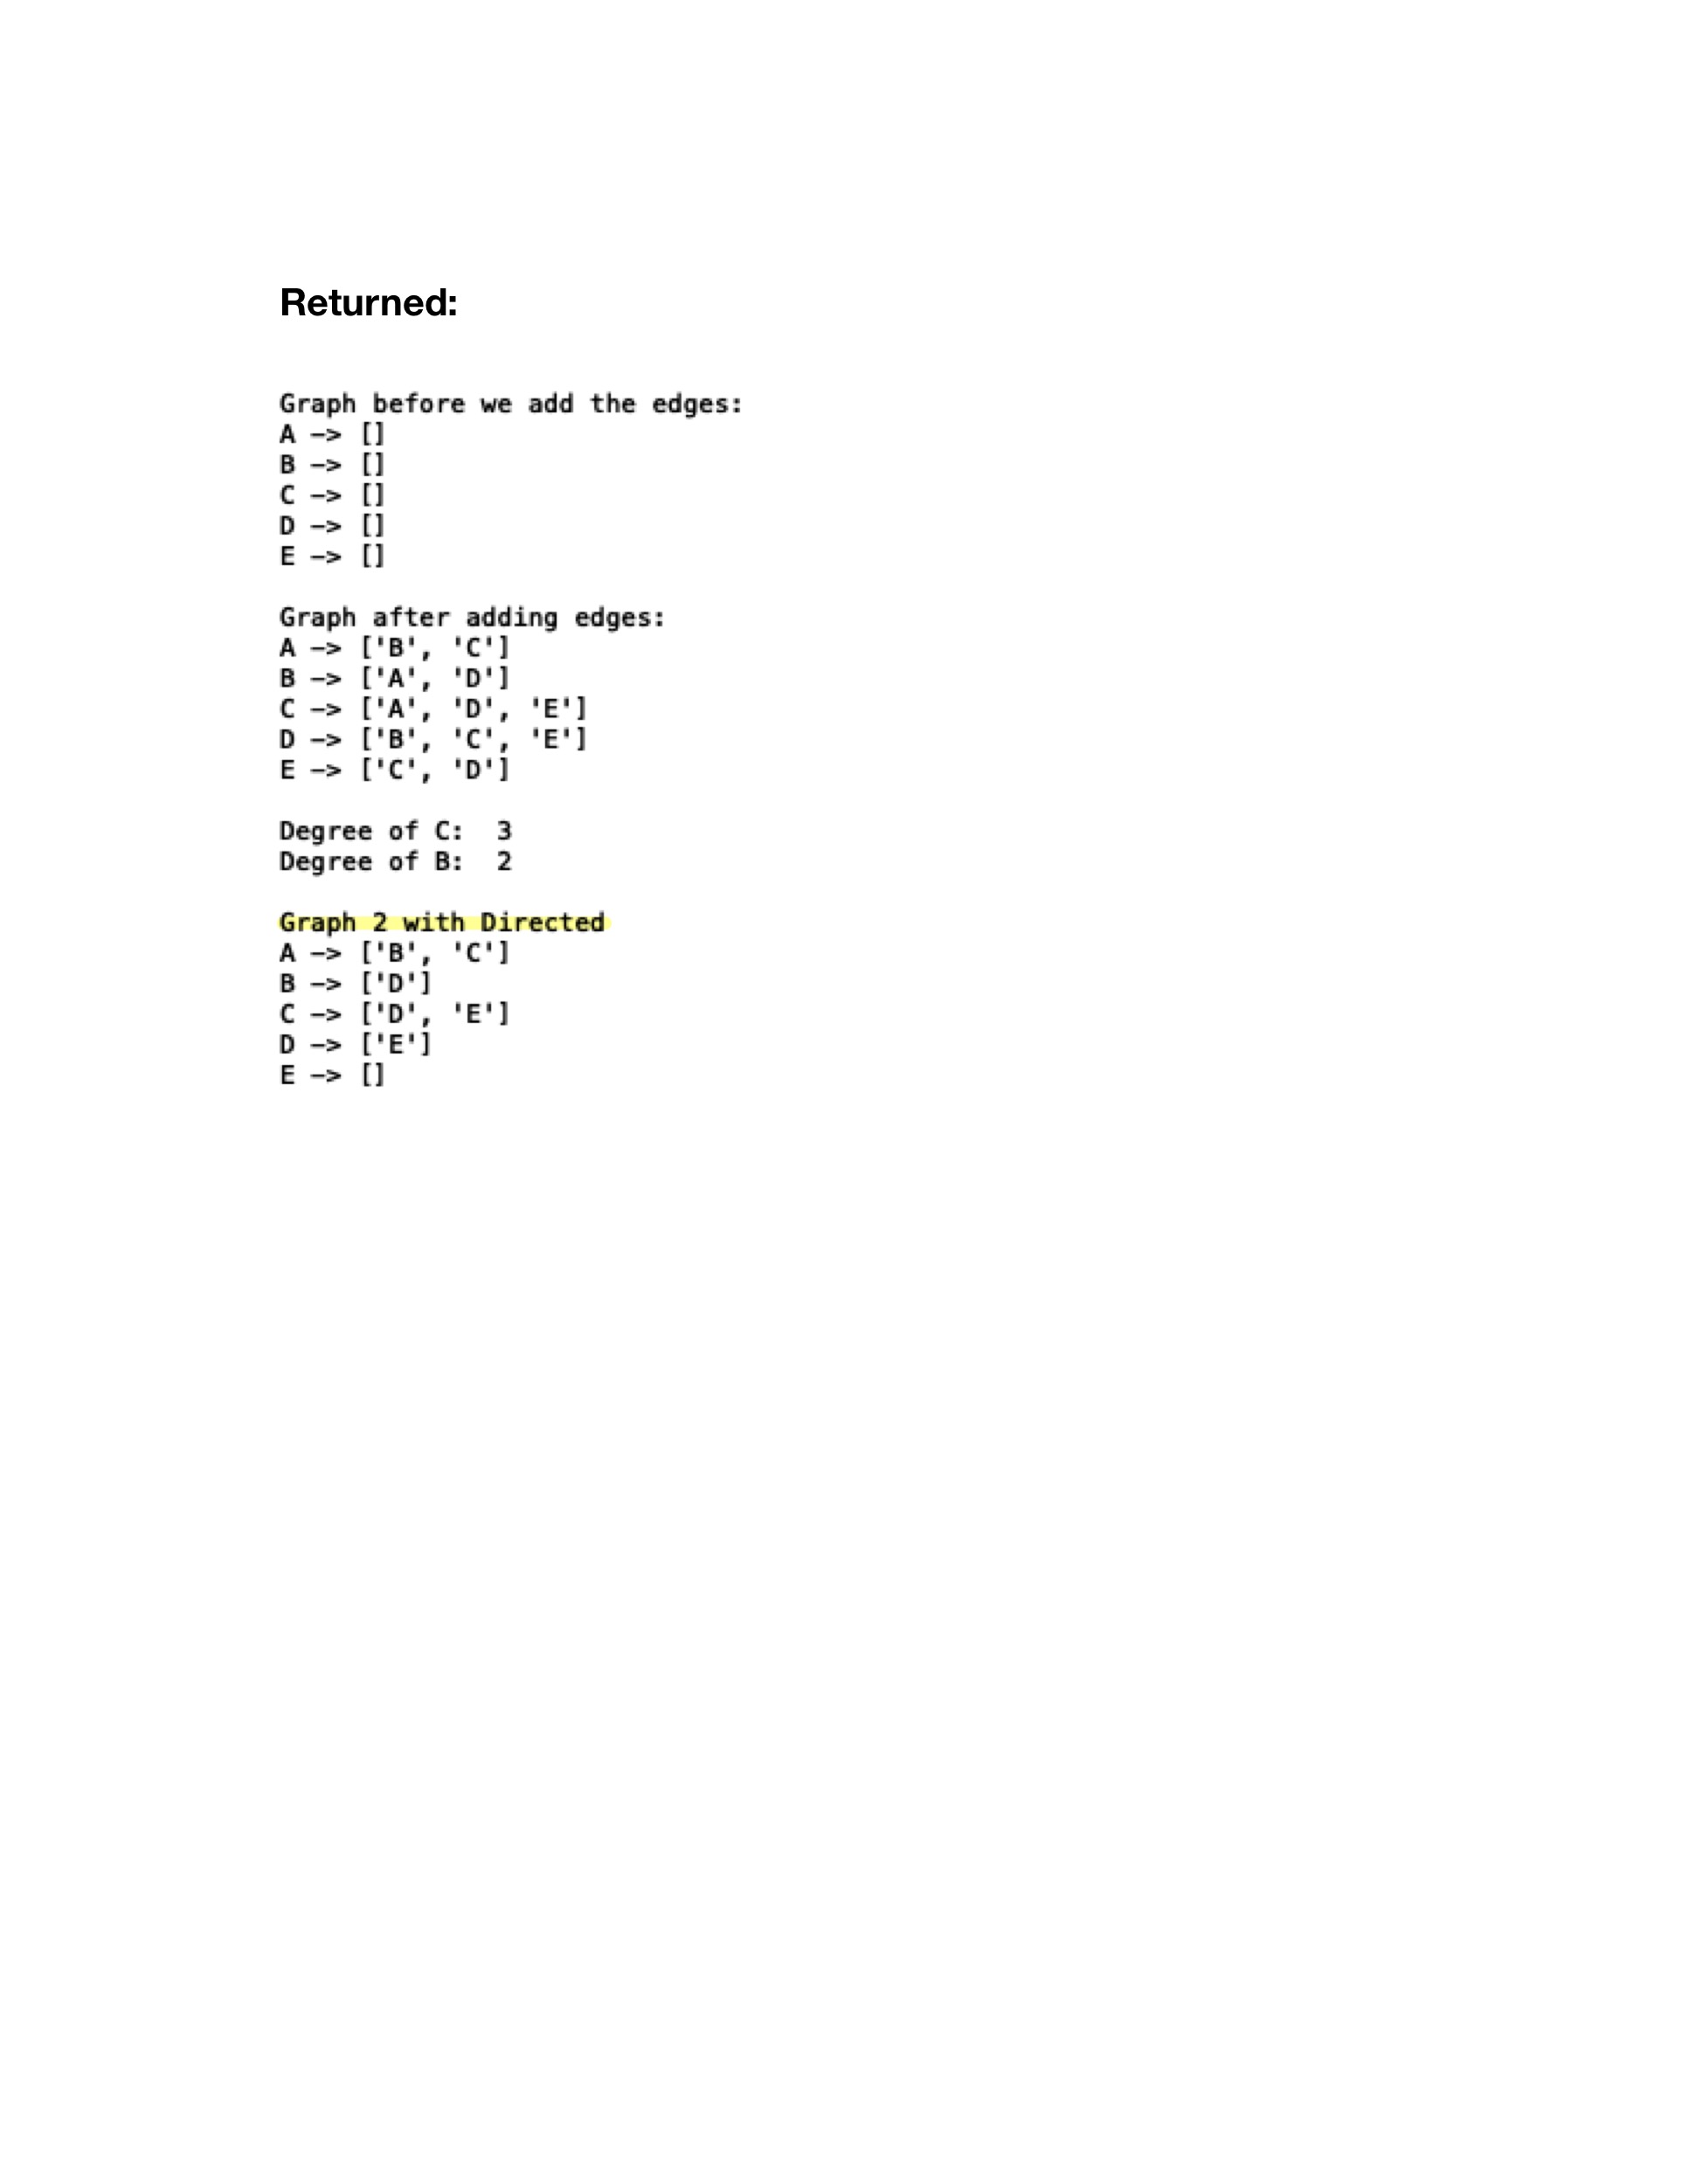 Returned:
Graph before we add the edges:
A -> []
B -> []
C -> []
D -> []
E -> []
Graph after adding edges:
A -> ['B', 'C']
B -> ['A', 'D']
C -> ['A', 'D', 'E']
D -> ['B', 'C', 'E']
E -> ['C', 'D']
Degree of C:  3
Degree of B:  2
Graph 2 with Directed
A -> ['B', 'C']
B -> ['D']
C -> ['D', 'E']
D -> ['E']
E -> []